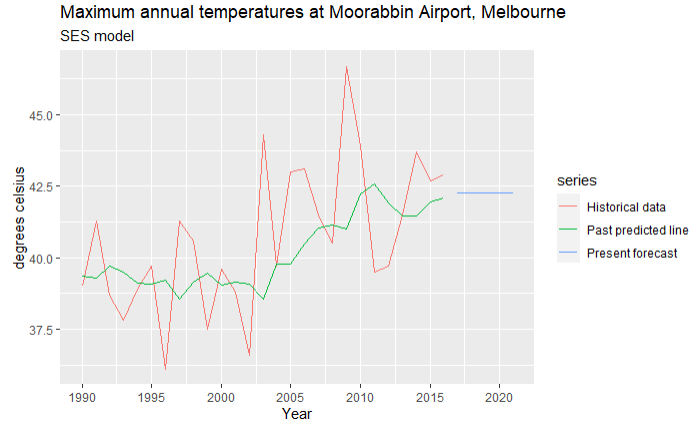 Maximum annual temperatures at Moorabbin Airport, Melbourne
SES model
degrees celsius
45.0
42.5
40.0
37.5
1990 1995 2000 2005 2010 2015 2020
Year
series
Historical data
Past predicted line
Present forecast